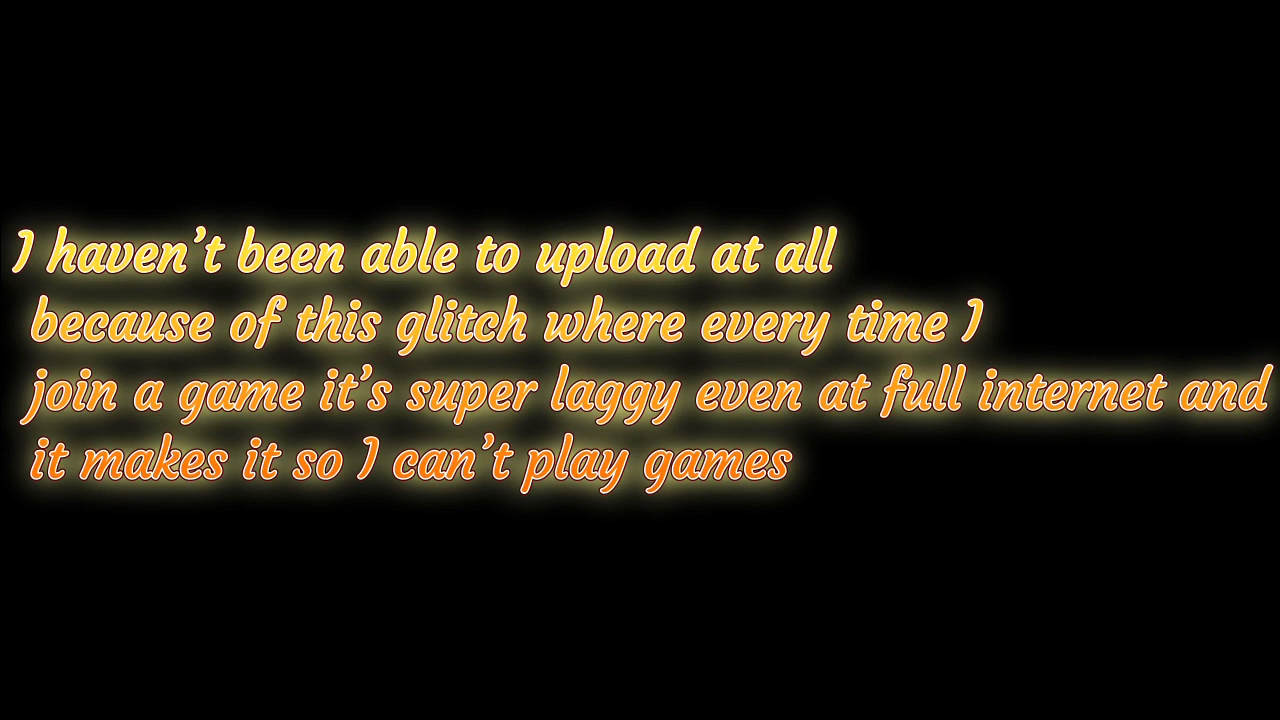 I haven’t been able to upload at all
because of this glitch where every time I
join a game it’s super laggy even at full internet and
it makes it so I can’t play games